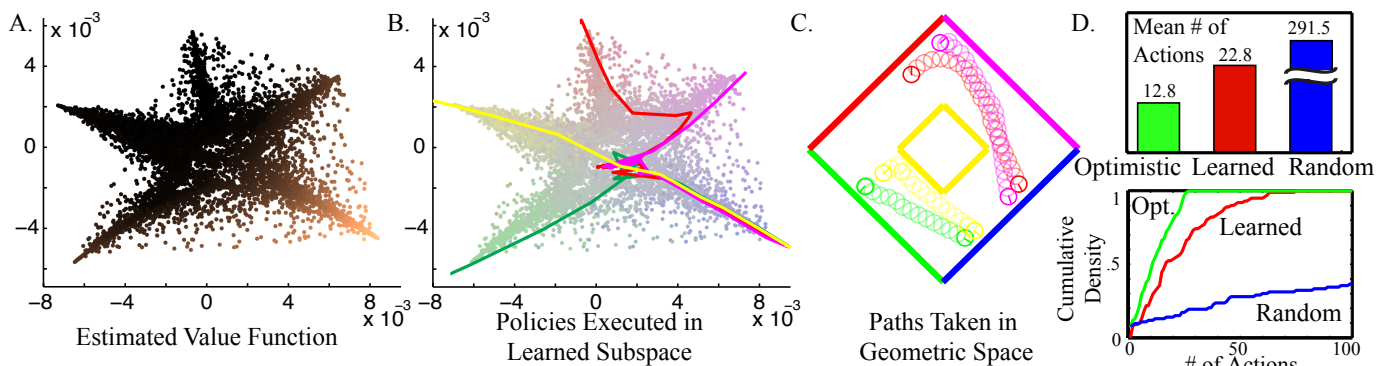 A.
x 10⁻³
4
0
−4
−8
−4
0
4
8
x 10⁻³
Estimated Value Function
B.
x 10⁻³
4
0
−4
−8
−4
0
4
8
x 10⁻³
Policies Executed in
Learned Subspace
C.
Paths Taken in
Geometric Space
D.
Mean # of
Actions
12.8
22.8
291.5
Optimistic
Learned
Random
1
.5
0
Cumulative
Density
Opt.
Learned
Random
0
50
100
# of Actions